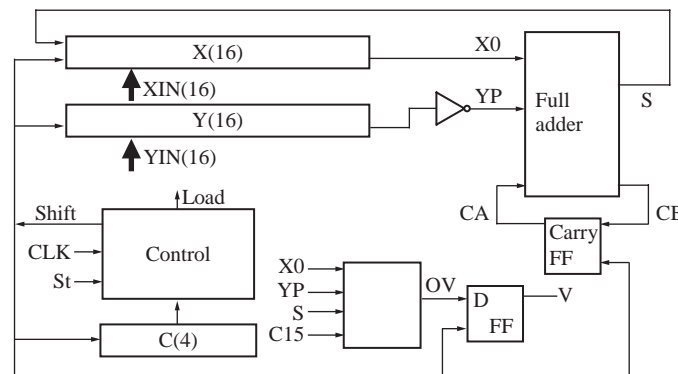 X(16)
X0
XIN(16)
Full
adder
S
YP
Y(16)
YIN(16)
Load
Shift
CA
CE
CLK
Control
Carry
FF
St
X0
YP
S
C15
OV
D
FF
V
C(4)